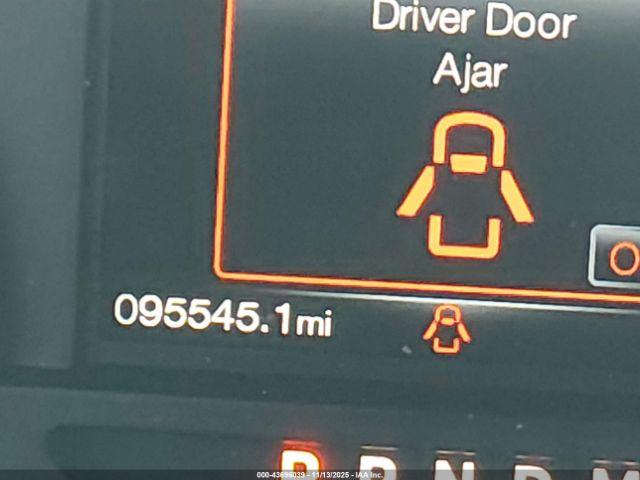 Driver Door
Ajar
O
095545.1mi
P R N D M
000-43696039 - 11/13/2025 - IAA Inc.